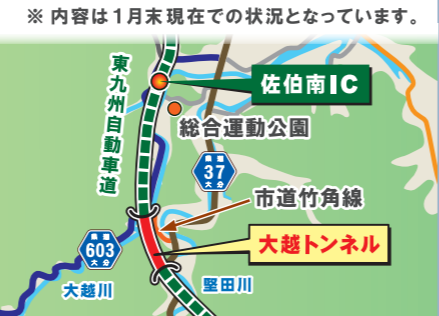 ※ 内容は1月末現在での状況となっています。
東九州自動車道
佐伯南IC
総合運動公園
県道
37
大分
市道竹角線
県道
603
大分
大越トンネル
大越川
堅田川